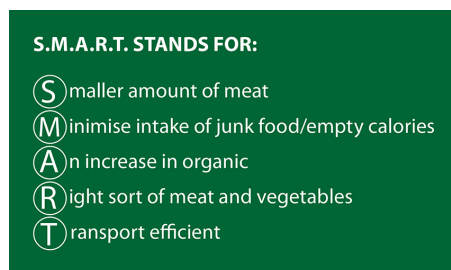 S.M.A.R.T. STANDS FOR:
Smaller amount of meat
Minimise intake of junk food/empty calories
An increase in organic
Right sort of meat and vegetables
Transport efficient